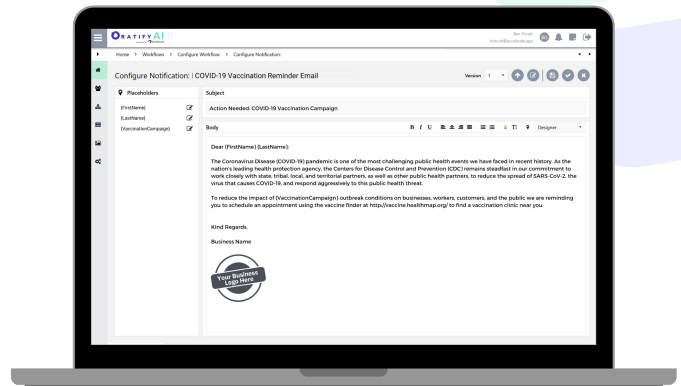 ORATIFY AI
Home > Workflows > Configure Workflow: > Configure Notification:
Configure Notification: | COVID-19 Vaccination Reminder Email
Version 1
Placeholders
{FirstName}
{LastName}
{VaccinationCampaign}
Subject
Action Needed: COVID-19 Vaccination Campaign
Body
B I U
Designer
Dear {FirstName} {LastName}:
The Coronavirus Disease (COVID-19) pandemic is one of the most challenging public health events we have faced in recent history. As the
nation's leading health protection agency, the Centers for Disease Control and Prevention (CDC) remains steadfast in our commitment to
work closely with state, tribal, local, and territorial partners, as well as other public health partners, to reduce the spread of SARS-CoV-2, the
virus that causes COVID-19, and respond aggressively to this public health threat.
To reduce the impact of {VaccinationCampaign} outbreak conditions on businesses, workers, customers, and the public we are reminding
you to schedule an appointment using the vaccine finder at http://vaccine.healthmap.org/ to find a vaccination clinic near you.
Kind Regards,
Business Name
Your Business
Logo Here